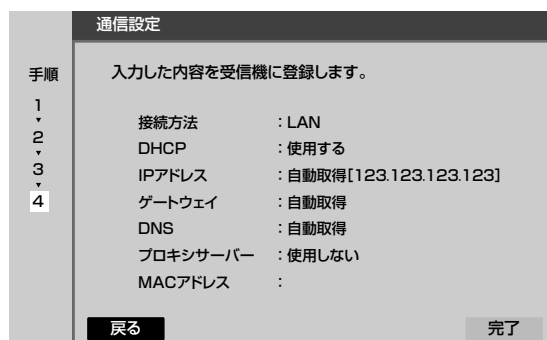 通信設定
手順
1
2
3
4
入力した内容を受信機に登録します。
接続方法 :LAN
DHCP :使用する
IPアドレス :自動取得[123.123.123.123]
ゲートウェイ :自動取得
DNS :自動取得
プロキシサーバー :使用しない
MACアドレス :
戻る
完了